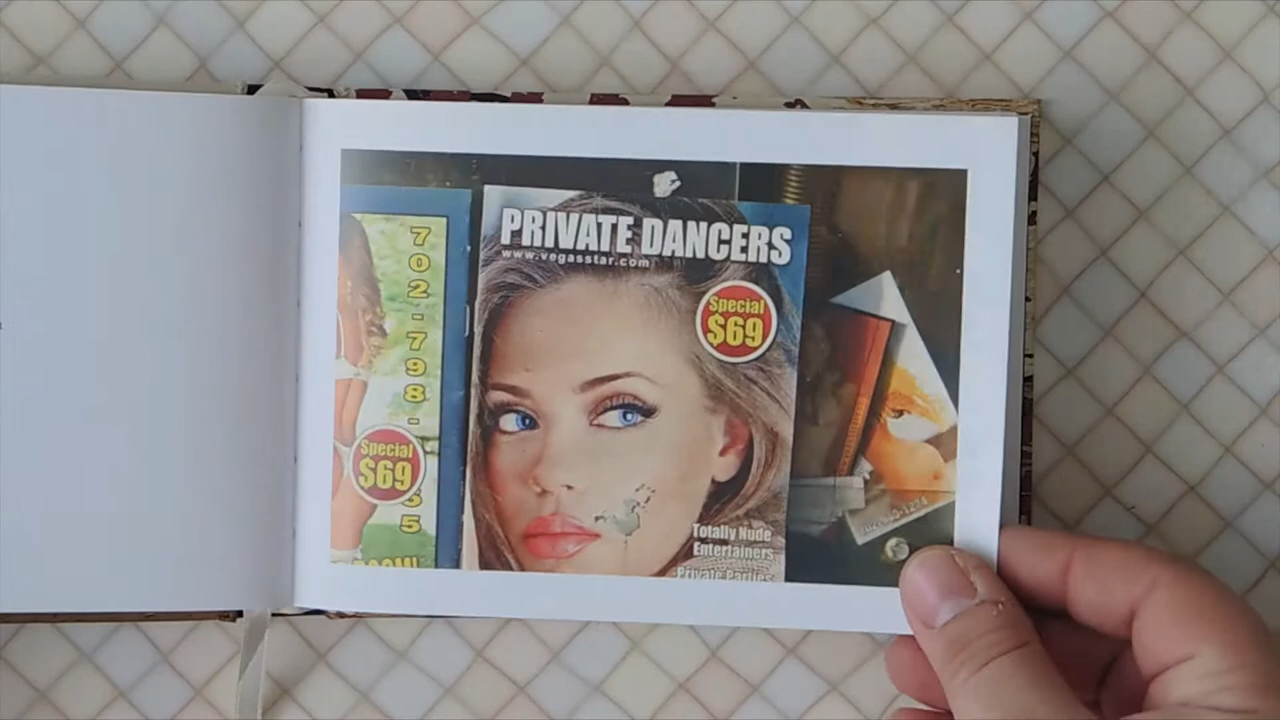 702-798-
5
Special
$69
PRIVATE DANCERS
www.vegasstar.com
Special
$69
Totally Nude
Entertainers
Private Parties